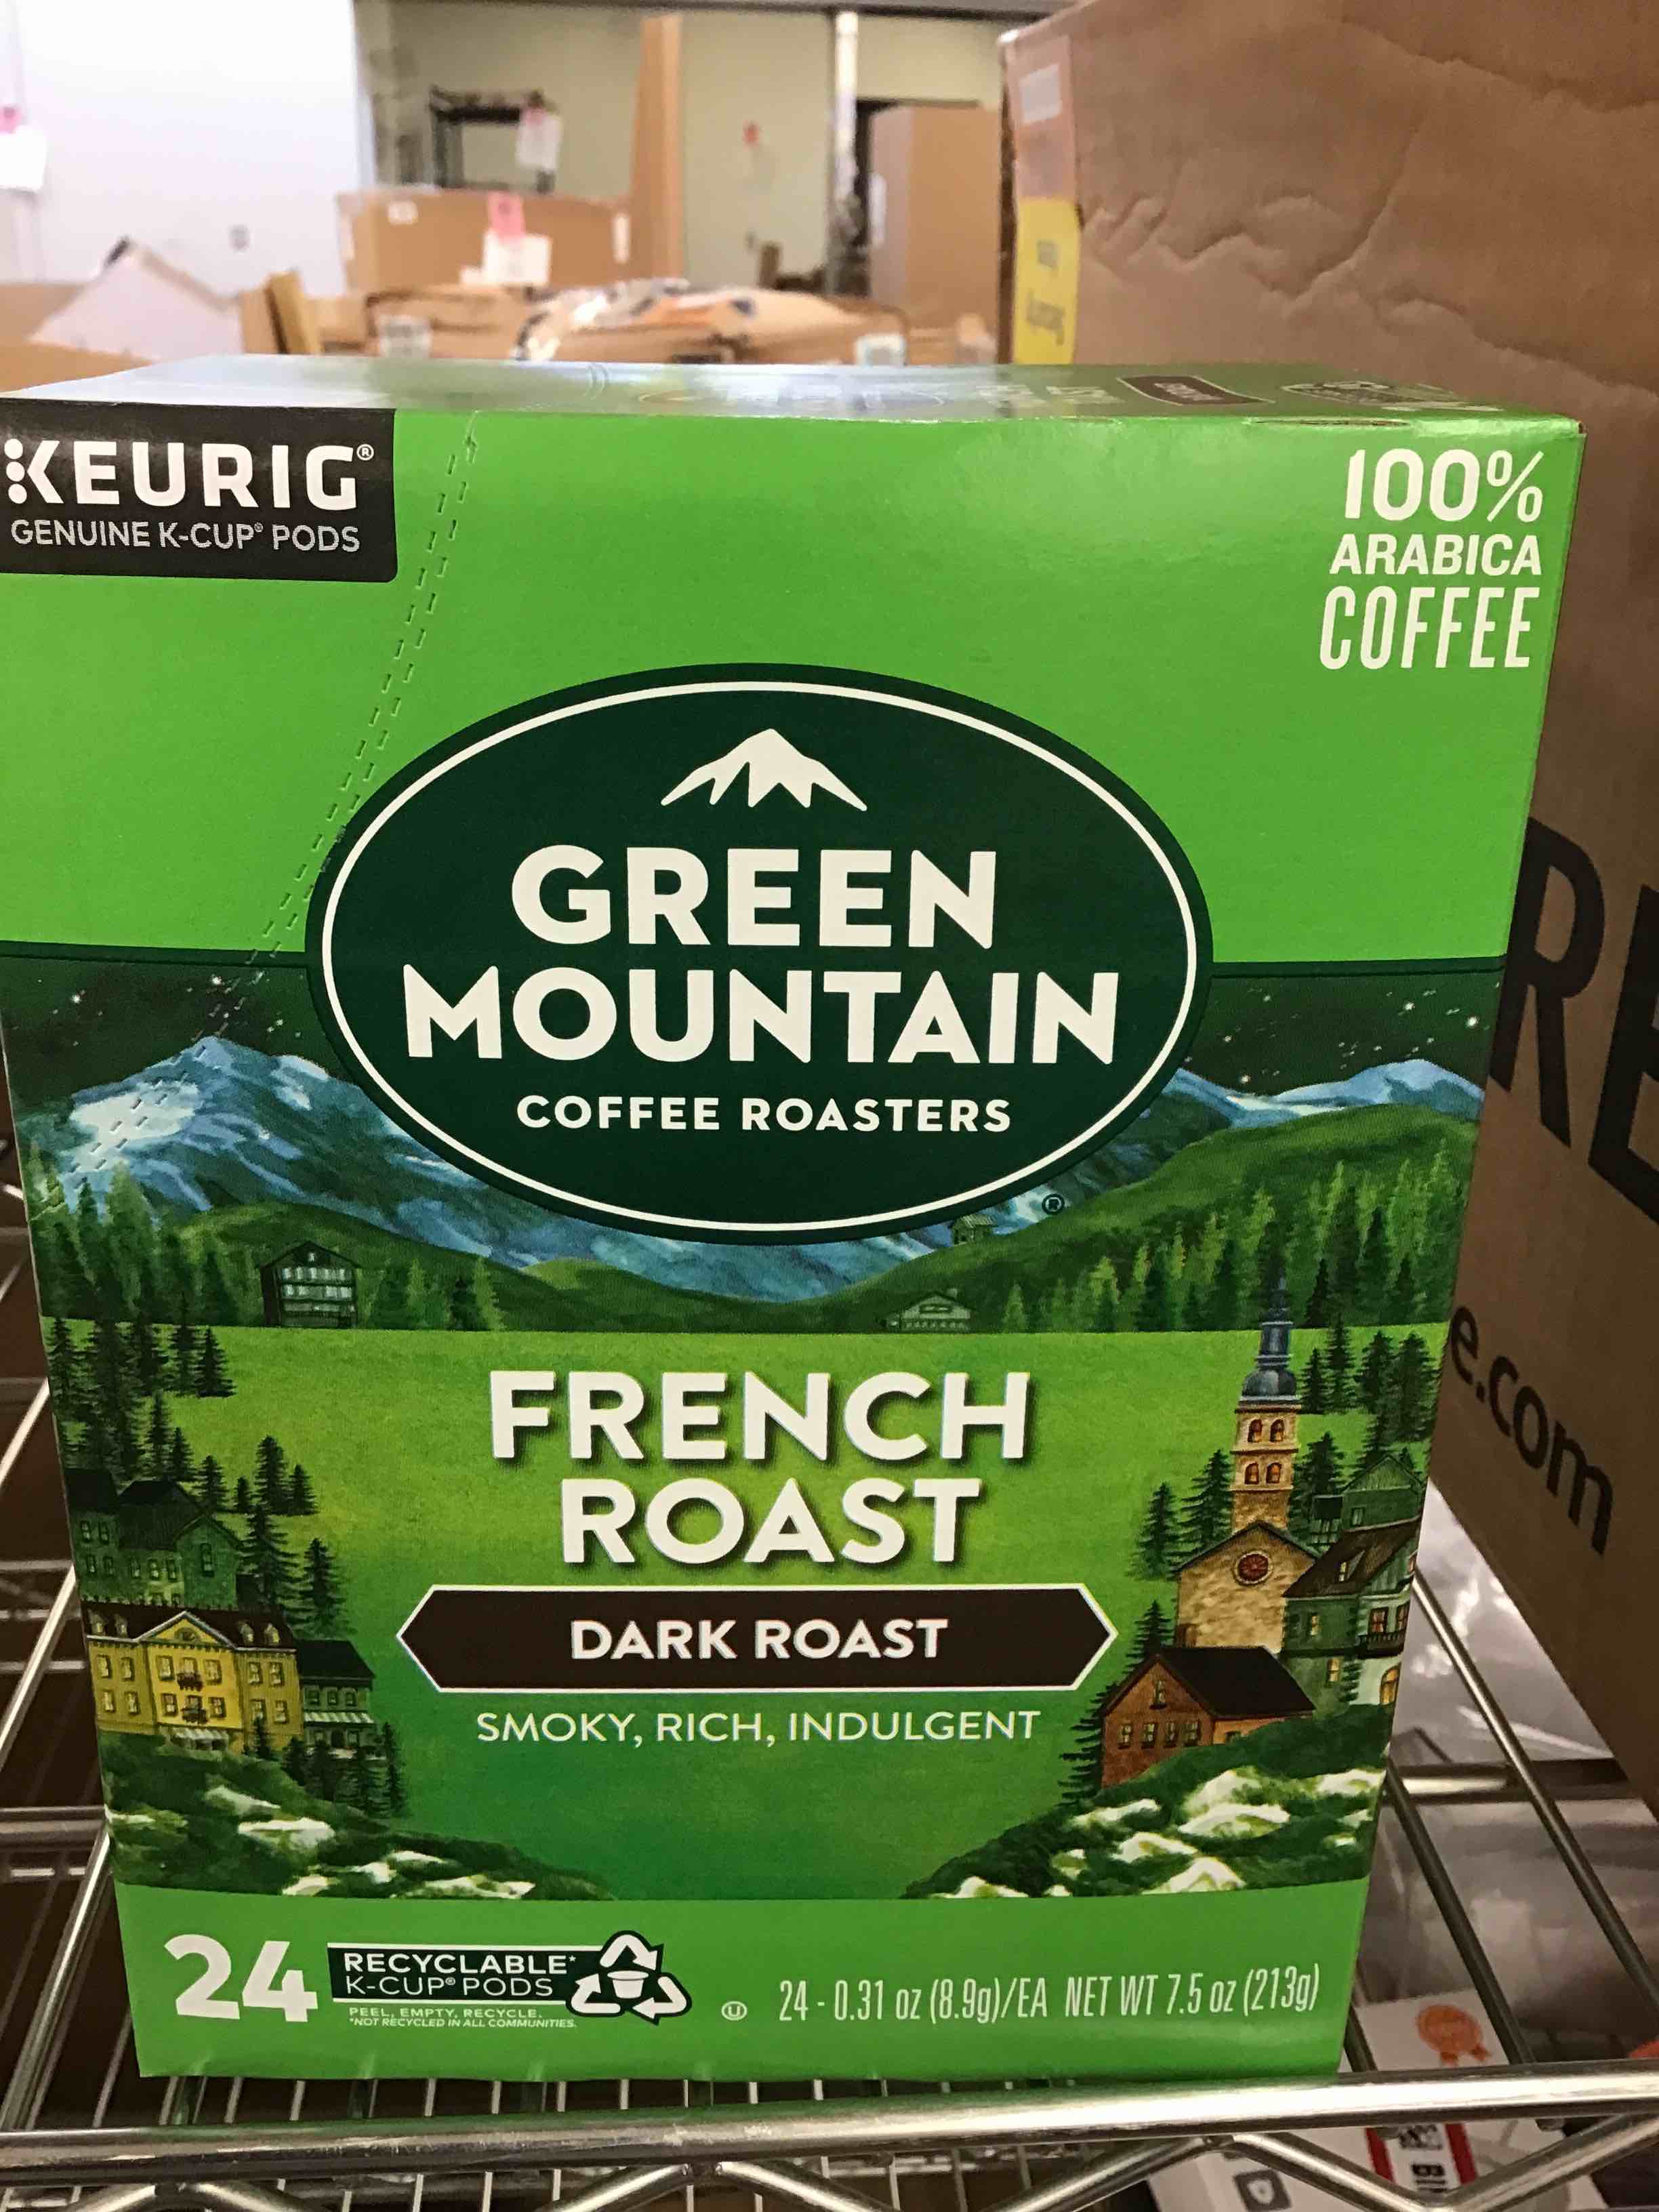 KEURIG®
GENUINE K-CUP® PODS
100%
ARABICA
COFFEE
GREEN
MOUNTAIN
COFFEE ROASTERS
®
FRENCH
ROAST
DARK ROAST
SMOKY, RICH, INDULGENT
24
RECYCLABLE*
K-CUP® PODS
PEEL, EMPTY, RECYCLE.
*NOT RECYCLED IN ALL COMMUNITIES.
U
24 - 0.31 oz (8.9g)/EA NET WT 7.5 oz (213g)
RE
e.com